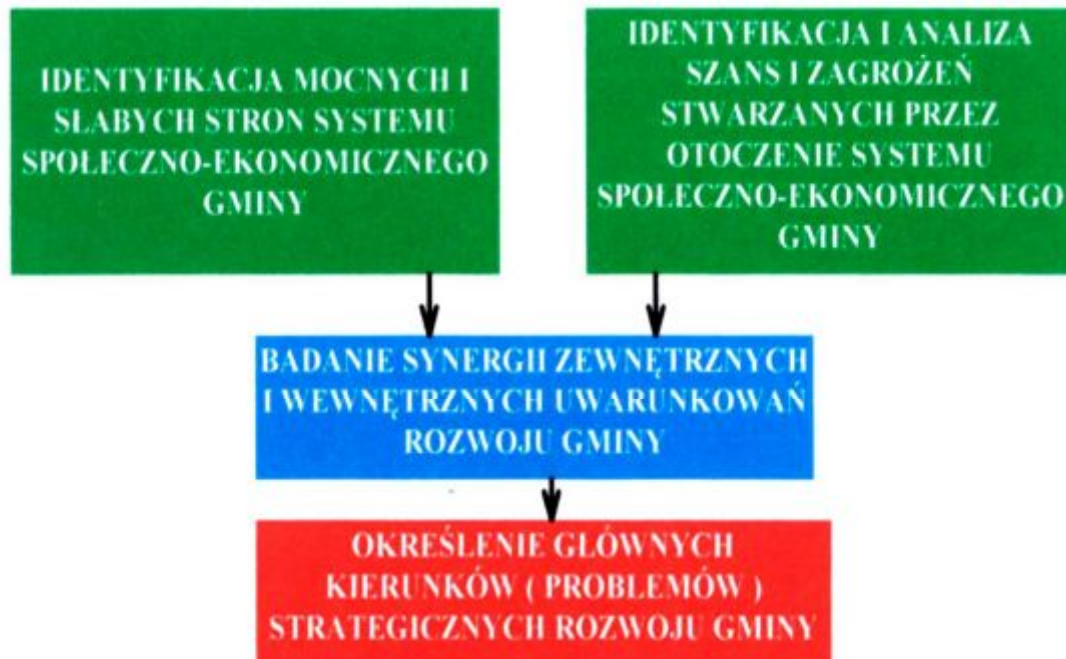 IDENTYFIKACJA MOCNYCH I
SŁABYCH STRON SYSTEMU
SPOŁECZNO-EKONOMICZNEGO
GMINY
IDENTYFIKACJA I ANALIZA
SZANS I ZAGROŻEŃ
STWARZANYCH PRZEZ
OTOCZENIE SYSTEMU
SPOŁECZNO-EKONOMICZNEGO
GMINY
BADANIE SYNERGII ZEWNĘTRZNYCH
I WEWNĘTRZNYCH UWARUNKOWAŃ
ROZWOJU GMINY
OKREŚLENIE GŁÓWNYCH
KIERUNKÓW ( PROBLEMÓW )
STRATEGICZNYCH ROZWOJU GMINY